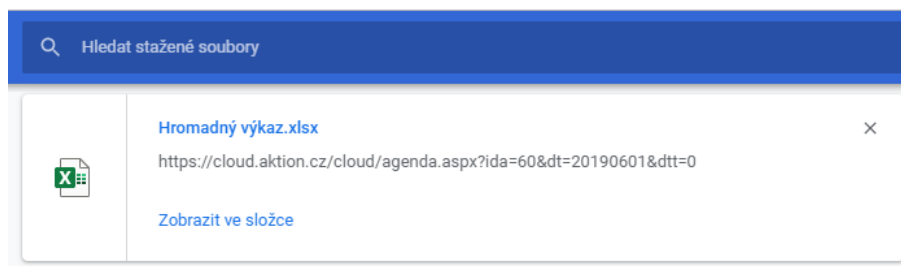 Hledat stažené soubory
Hromadný výkaz.xlsx
https://cloud.aktion.cz/cloud/agenda.aspx?ida=60&dt=20190601&dtt=0
Zobrazit ve složce